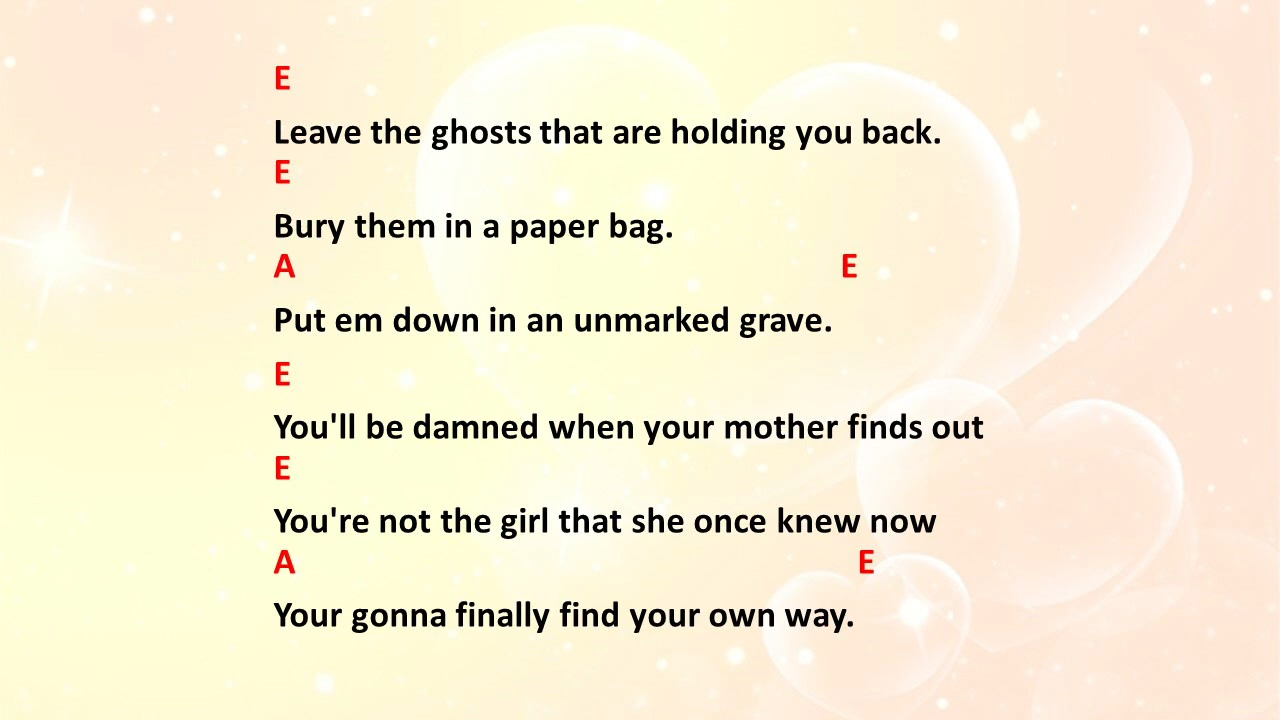 E
Leave the ghosts that are holding you back.
E
Bury them in a paper bag.
A E
Put em down in an unmarked grave.
E
You'll be damned when your mother finds out
E
You're not the girl that she once knew now
A E
Your gonna finally find your own way.